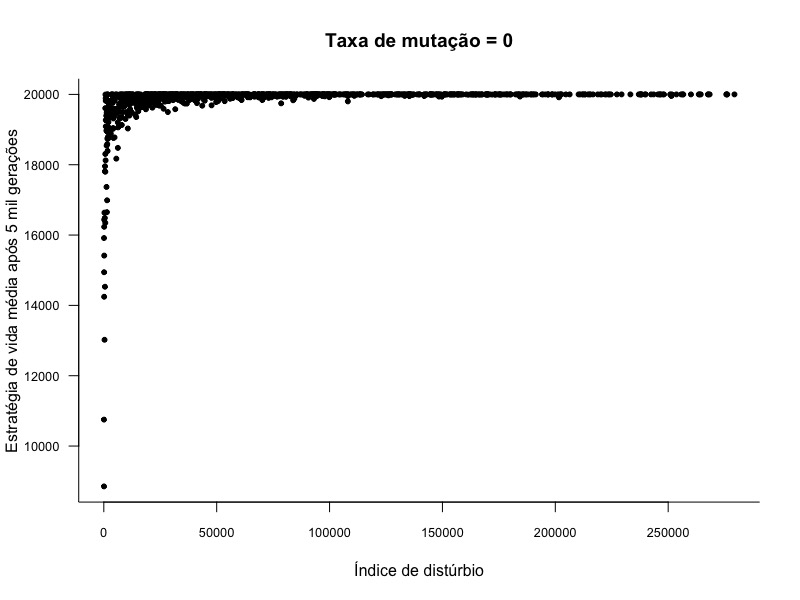 Taxa de mutação = 0
Estratégia de vida média após 5 mil gerações
20000
18000
16000
14000
12000
10000
0 50000 100000 150000 200000 250000
Índice de distúrbio